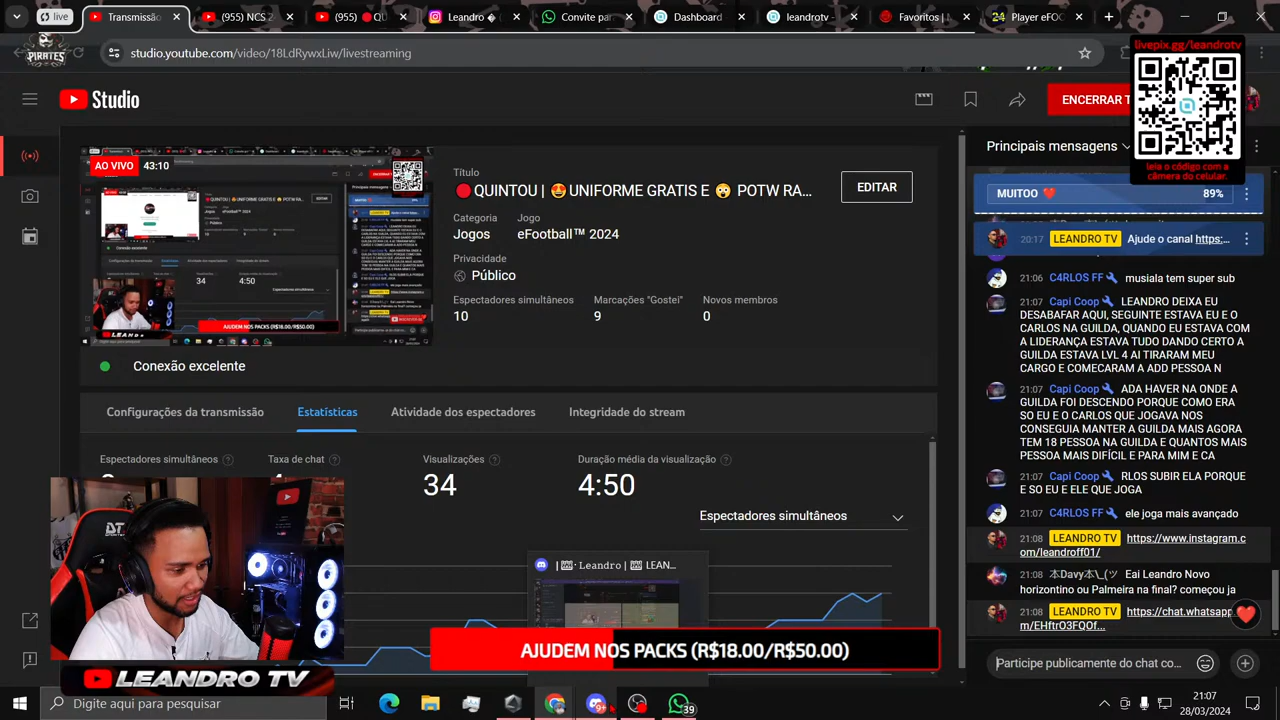 live
Transmissão
(955) NCS 2
(955) 🔴 QU
Leandro
Convite par
Dashboard
leandrotv -
Favoritos |
Player eFOC
PIRATES
studio.youtube.com/video/18LdRywxLiw/livestreaming
livepix.gg/leandrotv
leia o código com a
câmera do celular.
Studio
ENCERRAR T
AO VIVO 43:10
Título
🔴QUINTOU | 🤩UNIFORME GRATIS E 😳 POTW RA...
EDITAR
Categoria
Jogos
Jogo
eFootball™ 2024
Privacidade
Público
Espectadores simultâneos
10
Marcações "Gostei"
9
Novos membros
0
Conexão excelente
Configurações da transmissão
Estatísticas
Atividade dos espectadores
Integridade do stream
Espectadores simultâneos
Taxa de chat
Visualizações
34
Duração média da visualização
4:50
Espectadores simultâneos
| Leandro | LEAN...
AJUDEM NOS PACKS (R$18.00/R$50.00)
LEANDRO TV
Principais mensagens
MUITOO ❤️ 89%
20:17 LEANDRO TV Ajude o canal https:...
21:06 C4RLOS FF musiala tem super sub
21:07 Capi Coop LEANDRO DEIXA EU
DESABAFAR AQUI, SEGUINTE ESTAVA EU E O
CARLOS NA GUILDA, QUANDO EU ESTAVA COM
A LIDERANÇA ESTAVA TUDO DANDO CERTO A
GUILDA ESTAVA LVL 4 AI TIRARAM MEU
CARGO E COMECARAM A ADD PESSOA N
21:07 Capi Coop ADA HAVER NA ONDE A
GUILDA FOI DESCENDO PORQUE COMO ERA
SO EU E O CARLOS QUE JOGAVA NOS
CONSEGUIA MANTER A GUILDA MAIS AGORA
TEM 18 PESSOA NA GUILDA E QUANTOS MAIS
PESSOA MAIS DIFÍCIL E PARA MIM E CA
21:07 Capi Coop RLOS SUBIR ELA PORQUE
E SO EU E ELE QUE JOGA
21:07 C4RLOS FF ele joga mais avançado
21:08 LEANDRO TV https://www.instagram.c
om/leandroff01/
21:08 Eai Leandro Novo
horizontino ou Palmeira na final? começou ja
21:08 LEANDRO TV https://chat.whatsapp
m/EHftrO3FQOf...
Participe publicamente do chat co...
Digite aqui para pesquisar
39
21:07
28/03/2024